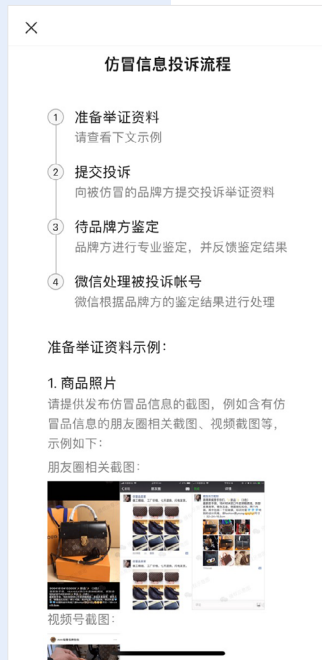 仿冒信息投诉流程
1
准备举证资料
请查看下文示例
2
提交投诉
向被仿冒的品牌方提交投诉举证资料
3
待品牌方鉴定
品牌方进行专业鉴定，并反馈鉴定结果
4
微信处理被投诉帐号
微信根据品牌方的鉴定结果进行处理
准备举证资料示例：
1. 商品照片
请提供发布仿冒品信息的截图，例如含有仿
冒品信息的朋友圈相关截图、视频截图等，
示例如下：
朋友圈相关截图：
视频号截图：